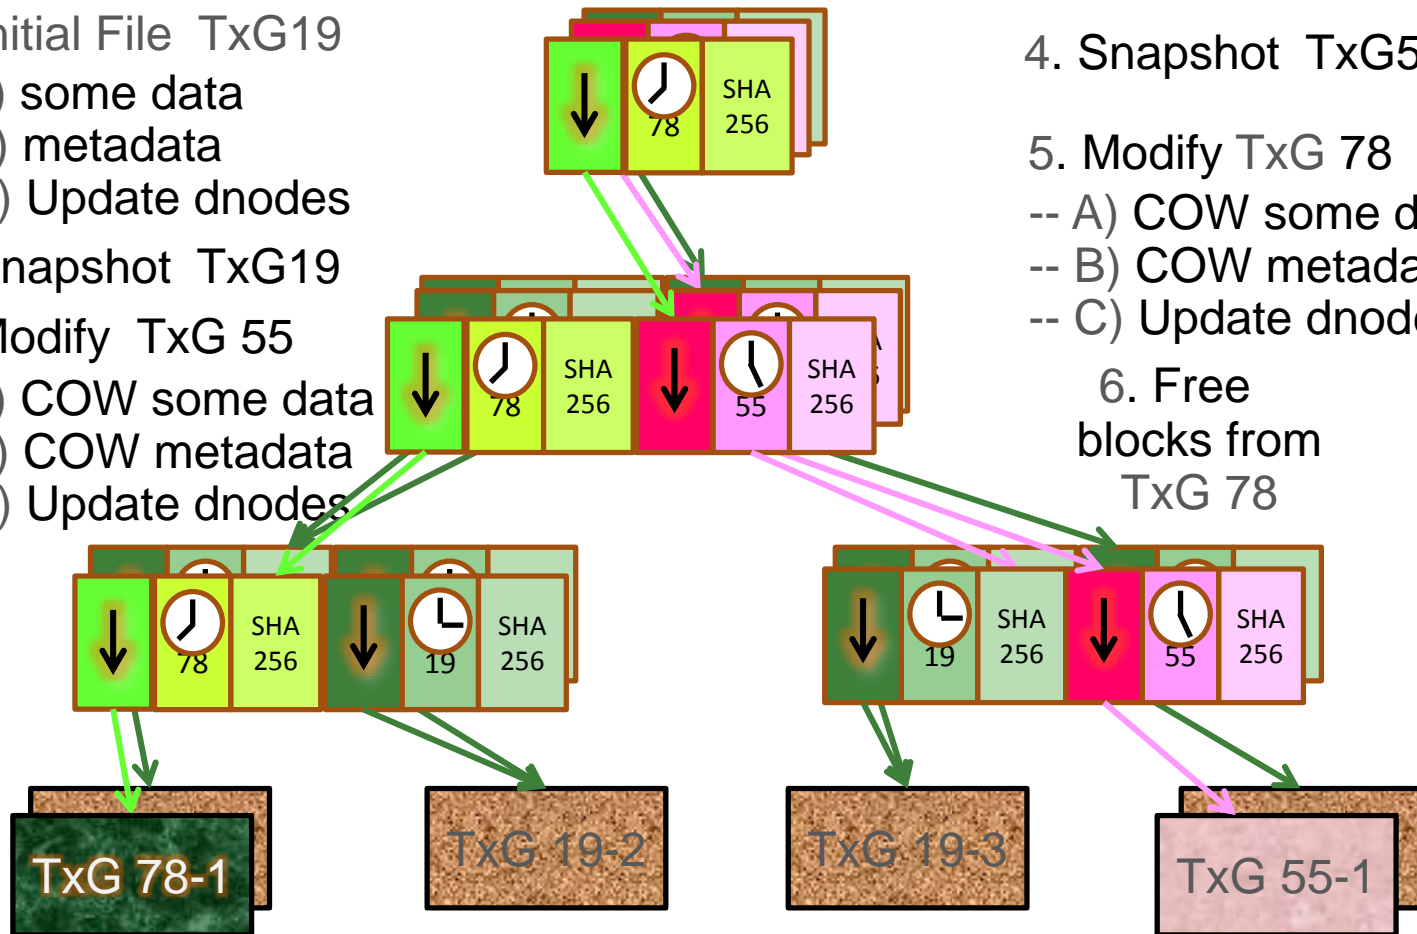 nitial File TxG19
) some data
) metadata
) Update dnodes
napshot TxG19
Modify TxG 55
) COW some data
) COW metadata
) Update dnodes
4. Snapshot TxG5
5. Modify TxG 78
-- A) COW some d
-- B) COW metada
-- C) Update dnode
6. Free
blocks from
TxG 78
78
SHA
256
78
SHA
256
55
SHA
256
78
SHA
256
19
SHA
256
19
SHA
256
55
SHA
256
TxG 78-1
TxG 19-2
TxG 19-3
TxG 55-1